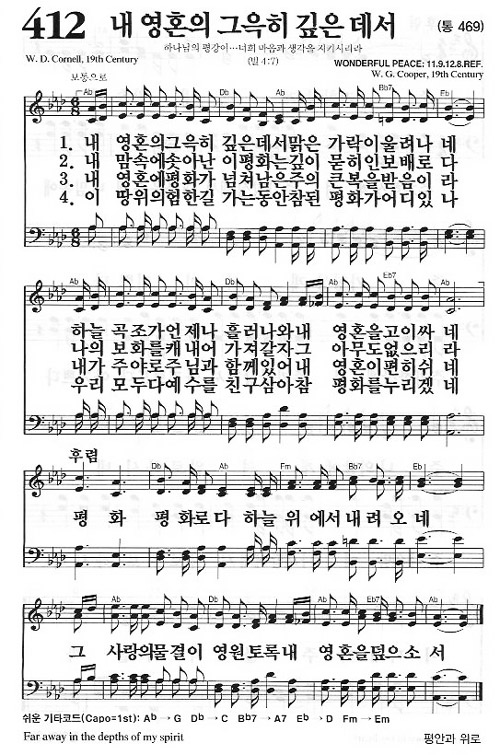 412 내 영혼의 그윽히 깊은 데서 (통 469)
하나님의 평강이…너희 마음과 생각을 지키시리라
W. D. Cornell, 19th Century (빌 4:7) WONDERFUL PEACE: 11.9.12.8.REF.
보통으로 W. G. Cooper, 19th Century
Ab Db Ab Bb7 Eb
1. 내 영혼의그윽히 깊은데서맑은 가락이울려나 네
2. 내 맘속에솟아난 이평화는깊이 묻히인보배로 다
3. 내 영혼에평화가 넘쳐남은주의 큰복을받음이 라
4. 이 땅위의험한길 가는동안참된 평화가어디있 나
Ab Db Ab Eb7 Ab
하늘 곡조가언제나 흘러나와내 영혼을고이싸 네
나의 보화를캐내어 가져갈자그 아무도없으리 라
내가 주야로주님과 함께있어내 영혼이편히쉬 네
우리 모두다예수를 친구삼아참 평화를누리겠 네
후렴
Db Ab Fm Bb7 Eb
평 화 평화로다 하늘 위 에서내려오 네
Ab Db Ab Eb7 Ab
그 사랑의물결이 영원토록내 영혼을덮으소 서
쉬운 기타코드(Capo=1st): Ab → G Db → C Bb7 → A7 Eb → D Fm → Em
Far away in the depths of my spirit 평안과 위로